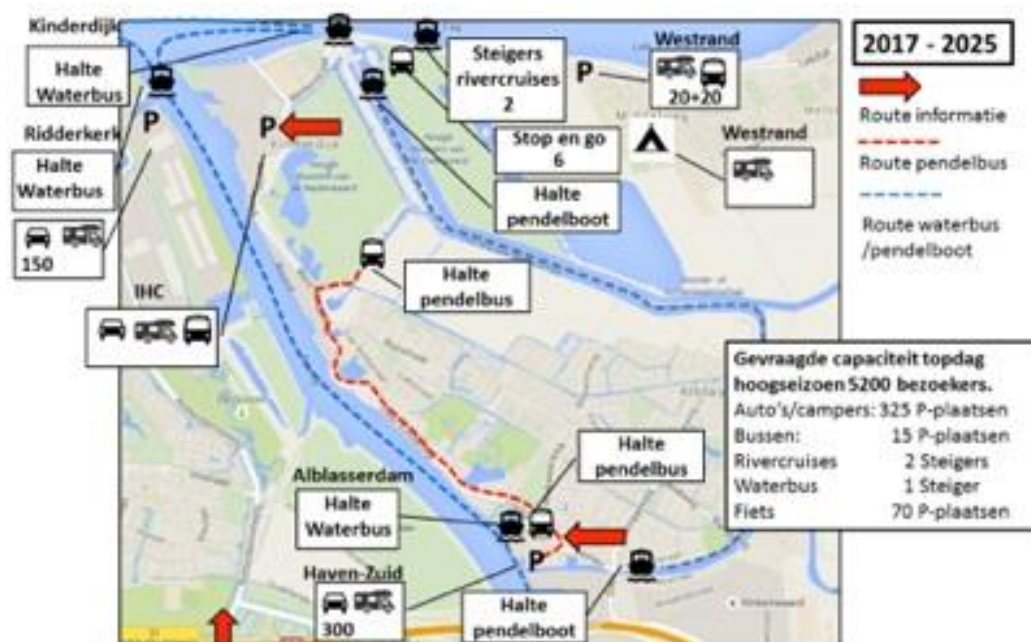 Kinderdijk
Halte
Waterbus
Ridderkerk
P
Halte
Waterbus
150
IHC
P
Steigers
rivercruises
2
Stop en go
6
Halte
pendelboot
P
Westrand
20+20
Westrand
2017 - 2025
Route informatie
Route pendelbus
Route waterbus
/pendelboot
Halte
pendelbus
Gevraagde capaciteit topdag
hoogseizoen 5200 bezoekers.
Auto's/campers: 325 P-plaatsen
Bussen: 15 P-plaatsen
Rivercruises 2 Steigers
Waterbus 1 Steiger
Fiets 70 P-plaatsen
Halte
pendelbus
Alblasserdam
Halte
Waterbus
P
Haven-Zuid
300
Halte
pendelboot